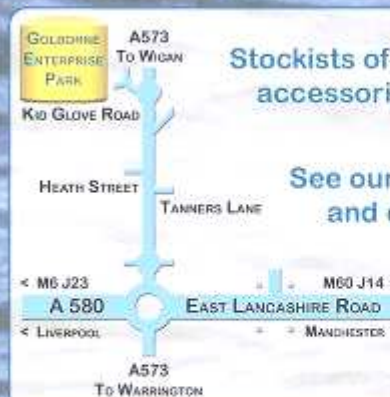 GOLBORNE
ENTERPRISE
PARK
A573
TO WIGAN
KID GLOVE ROAD
Stockists of
accessori
HEATH STREET
TANNERS LANE
See our
and
< M6 J23
M60 J14
A 580
EAST LANCASHIRE ROAD
< LIVERPOOL
MANCHESTER
A573
TO WARRINGTON